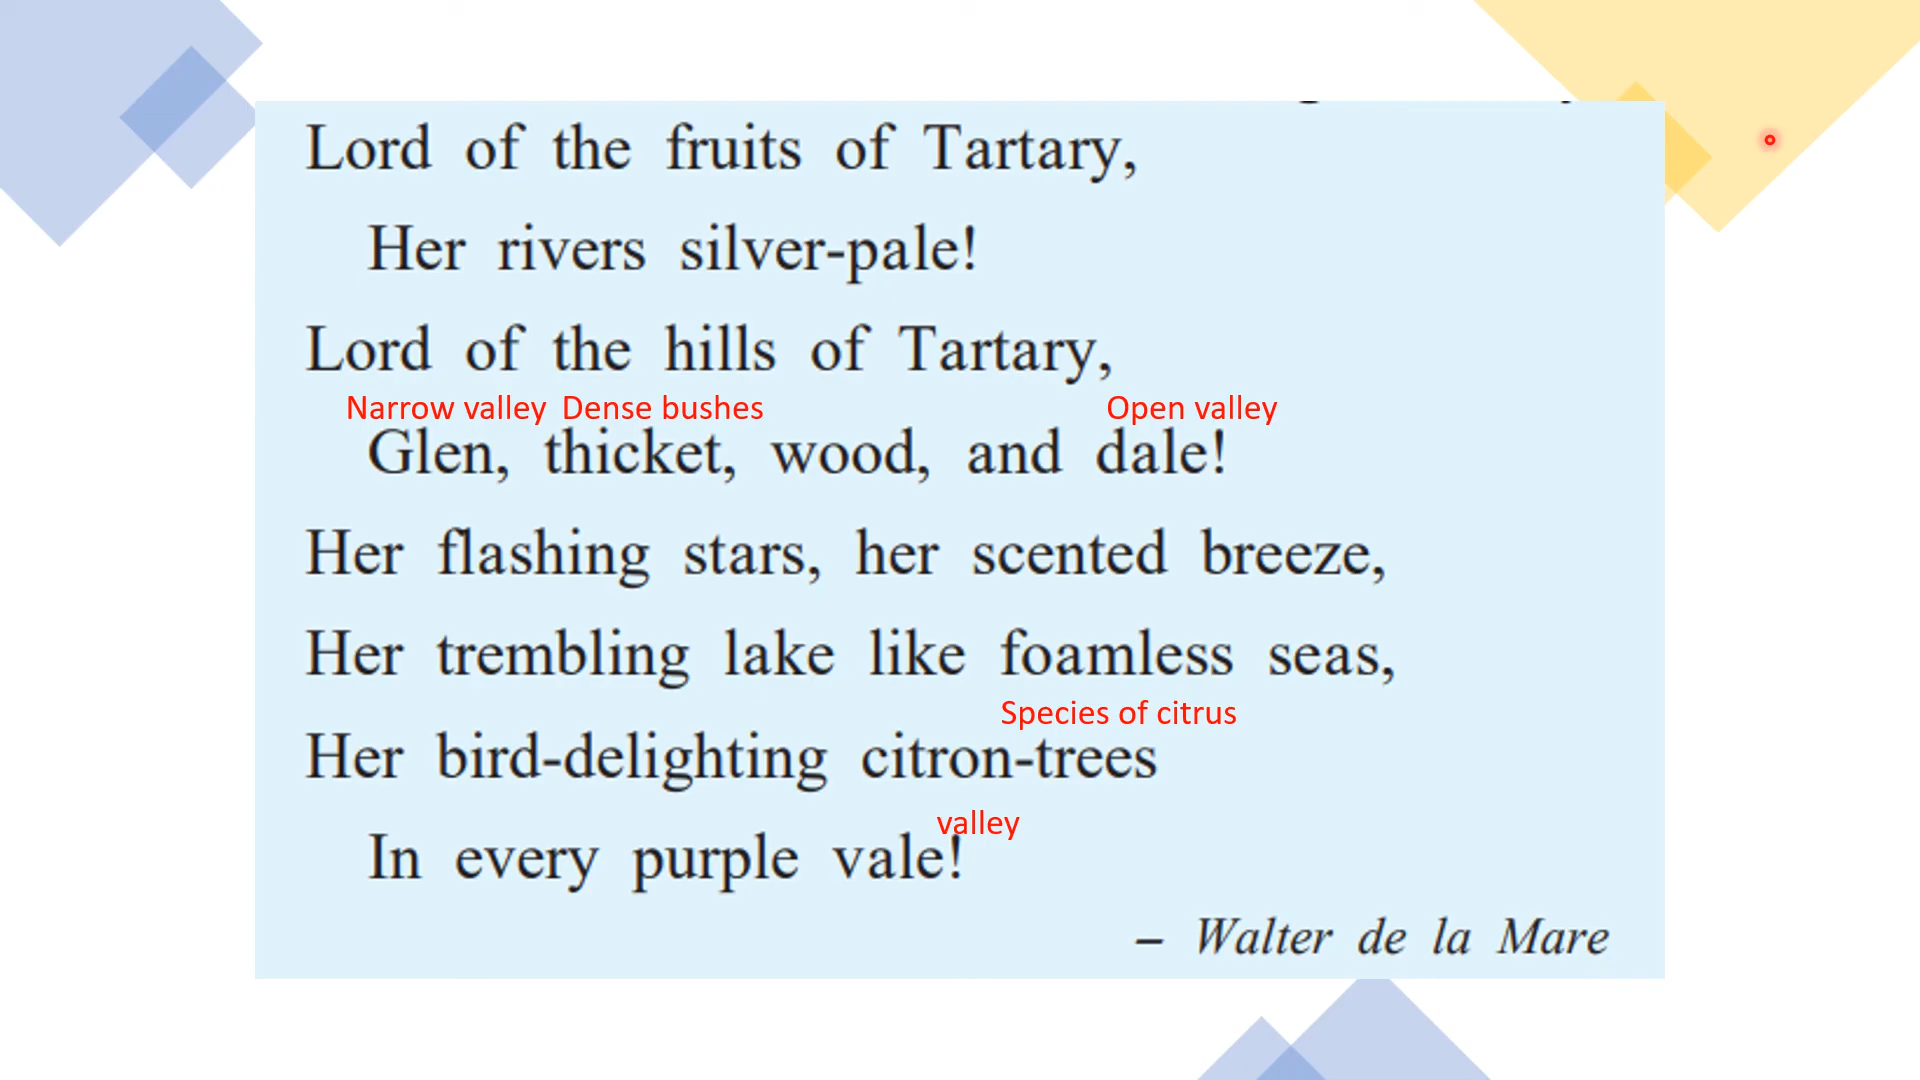 Lord of the fruits of Tartary,
Her rivers silver-pale!
Lord of the hills of Tartary,
Narrow valley Dense bushes Open valley
Glen, thicket, wood, and dale!
Her flashing stars, her scented breeze,
Her trembling lake like foamless seas,
Species of citrus
Her bird-delighting citron-trees
valley
In every purple vale!
– Walter de la Mare